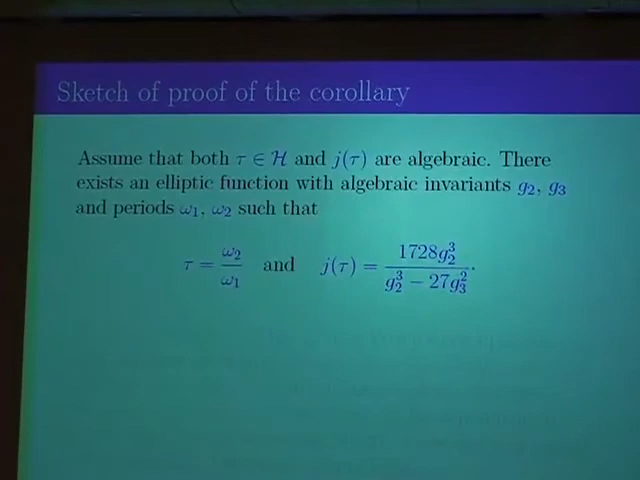 Sketch of proof of the corollary
Assume that both τ ∈ ℋ and j(τ) are algebraic. There
exists an elliptic function with algebraic invariants g₂, g₃
and periods ω₁, ω₂ such that
τ = ω₂/ω₁ and j(τ) = 1728g₂³/(g₂³ − 27g₃²).